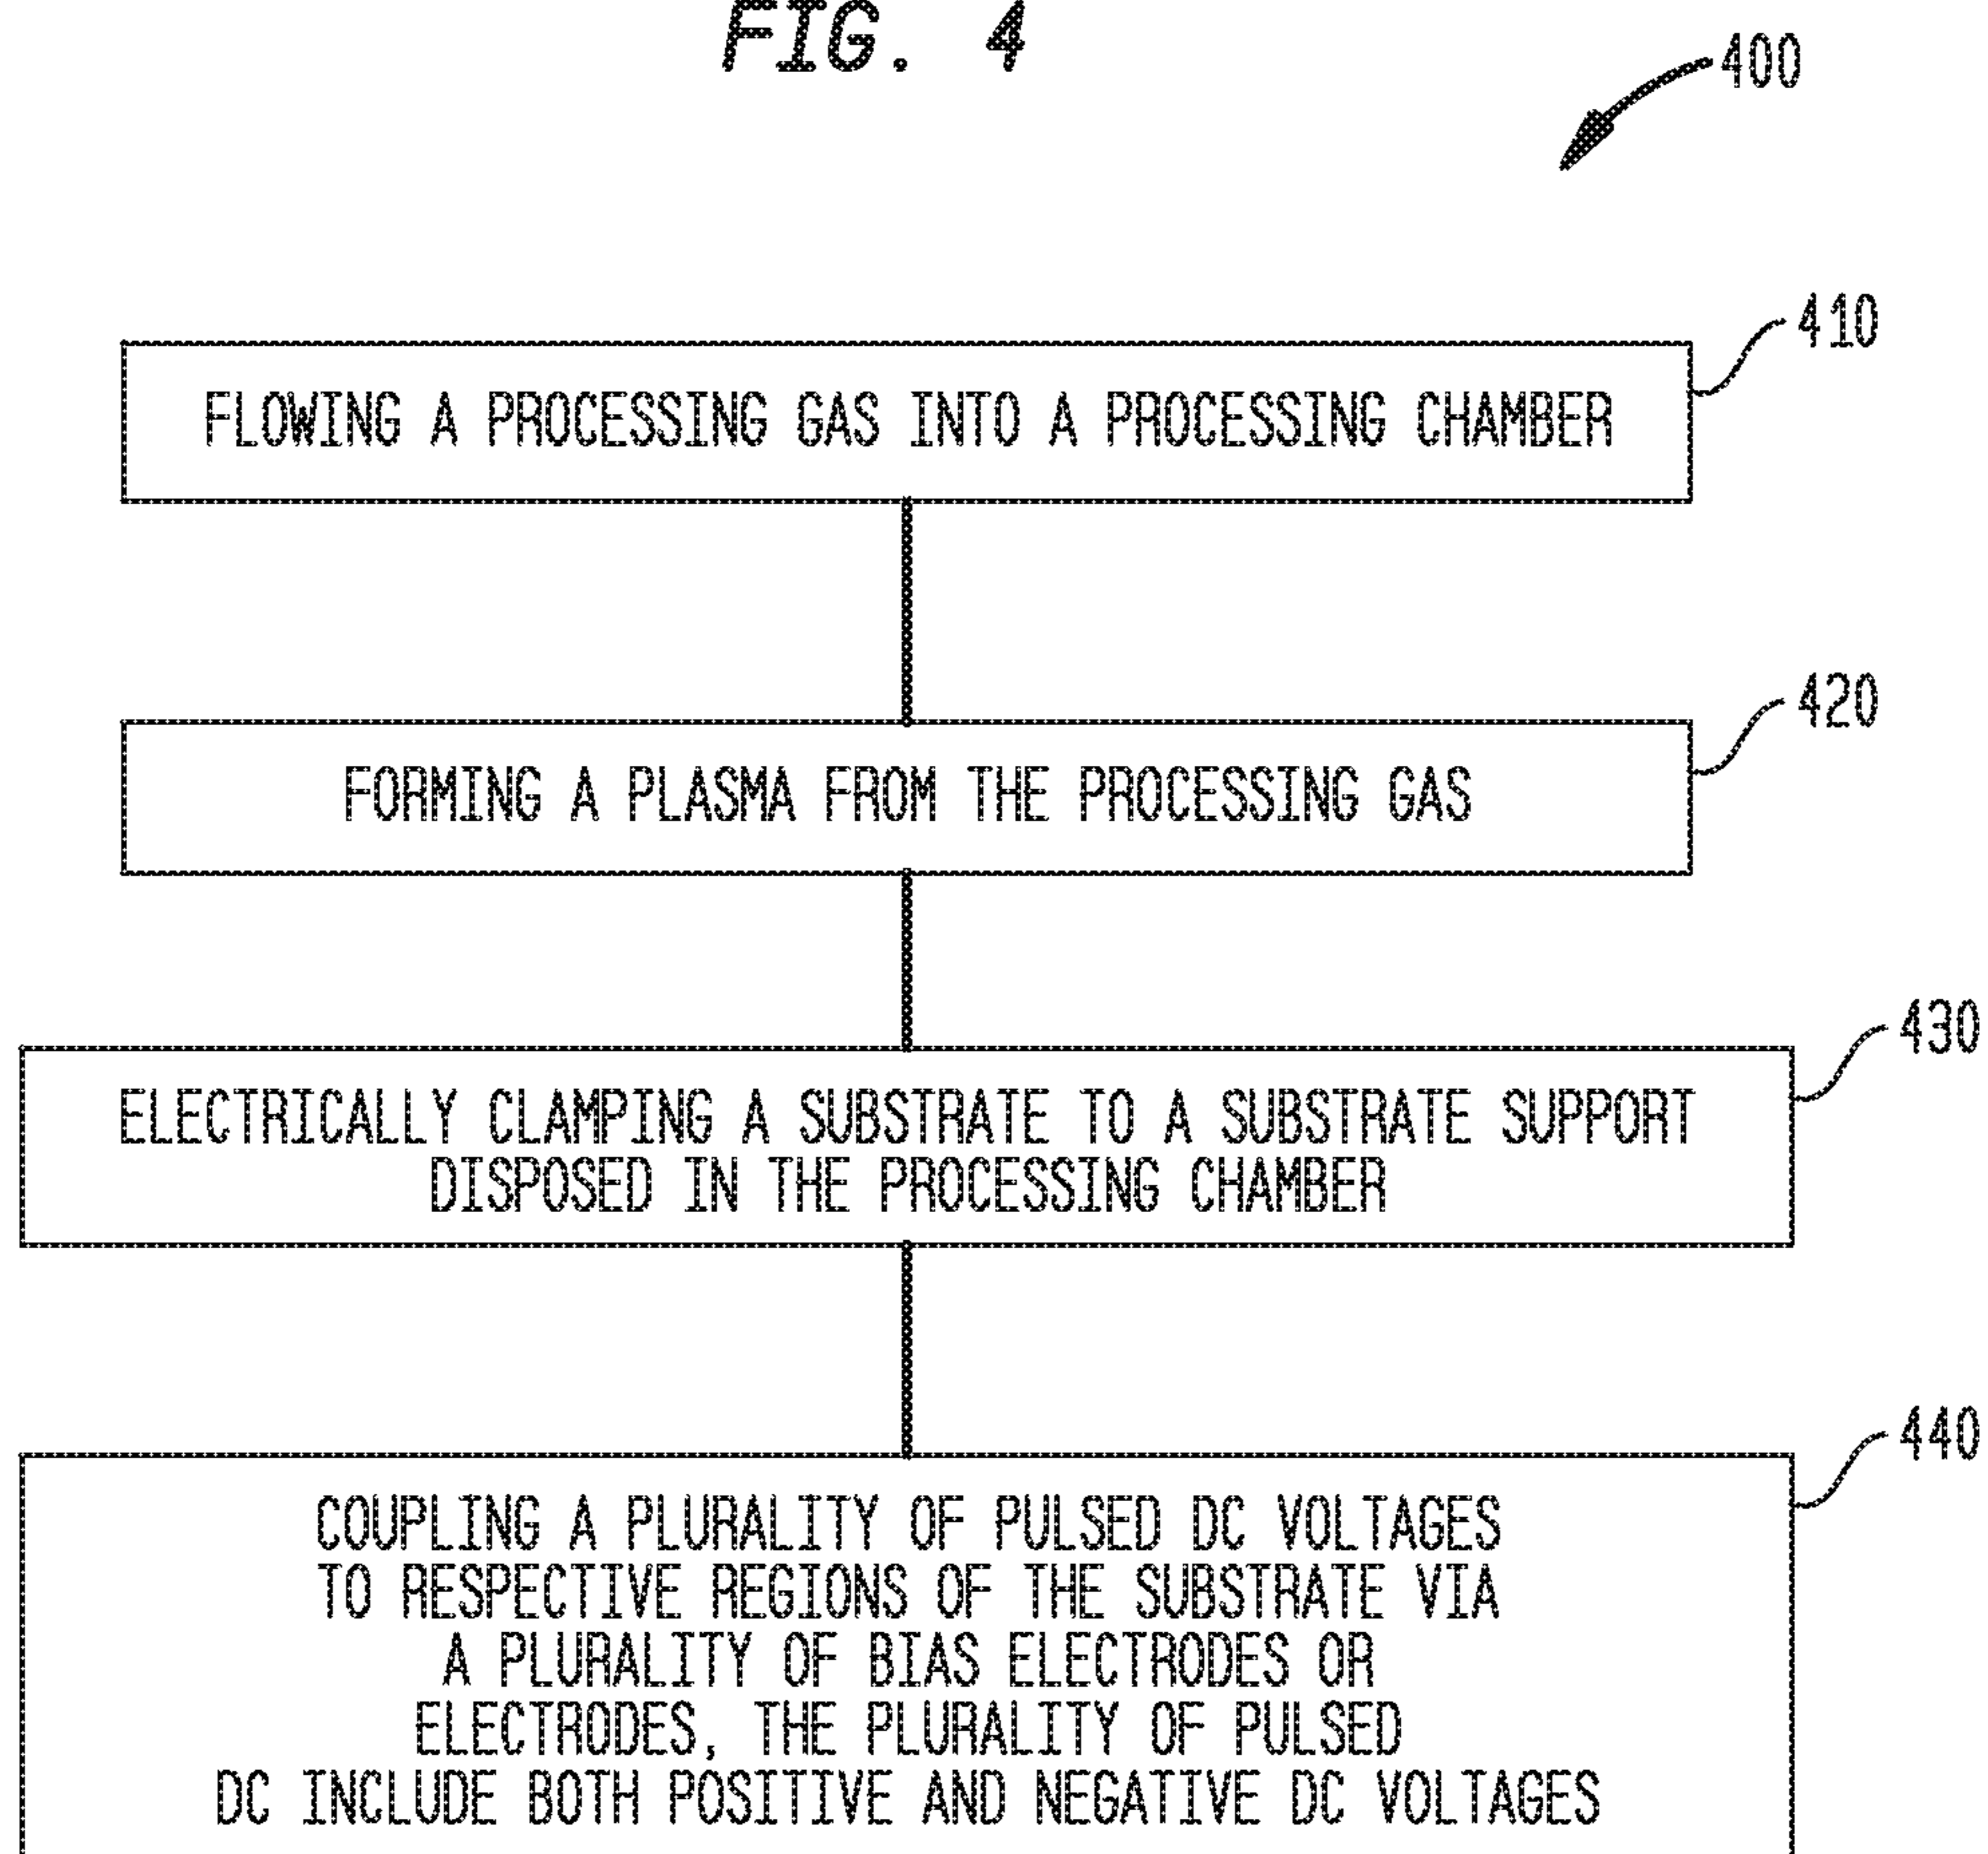 FIG. 4
400
410
FLOWING A PROCESSING GAS INTO A PROCESSING CHAMBER
420
FORMING A PLASMA FROM THE PROCESSING GAS
430
ELECTRICALLY CLAMPING A SUBSTRATE TO A SUBSTRATE SUPPORT
DISPOSED IN THE PROCESSING CHAMBER
440
COUPLING A PLURALITY OF PULSED DC VOLTAGES
TO RESPECTIVE REGIONS OF THE SUBSTRATE VIA
A PLURALITY OF BIAS ELECTRODES OR
ELECTRODES, THE PLURALITY OF PULSED
DC INCLUDE BOTH POSITIVE AND NEGATIVE DC VOLTAGES